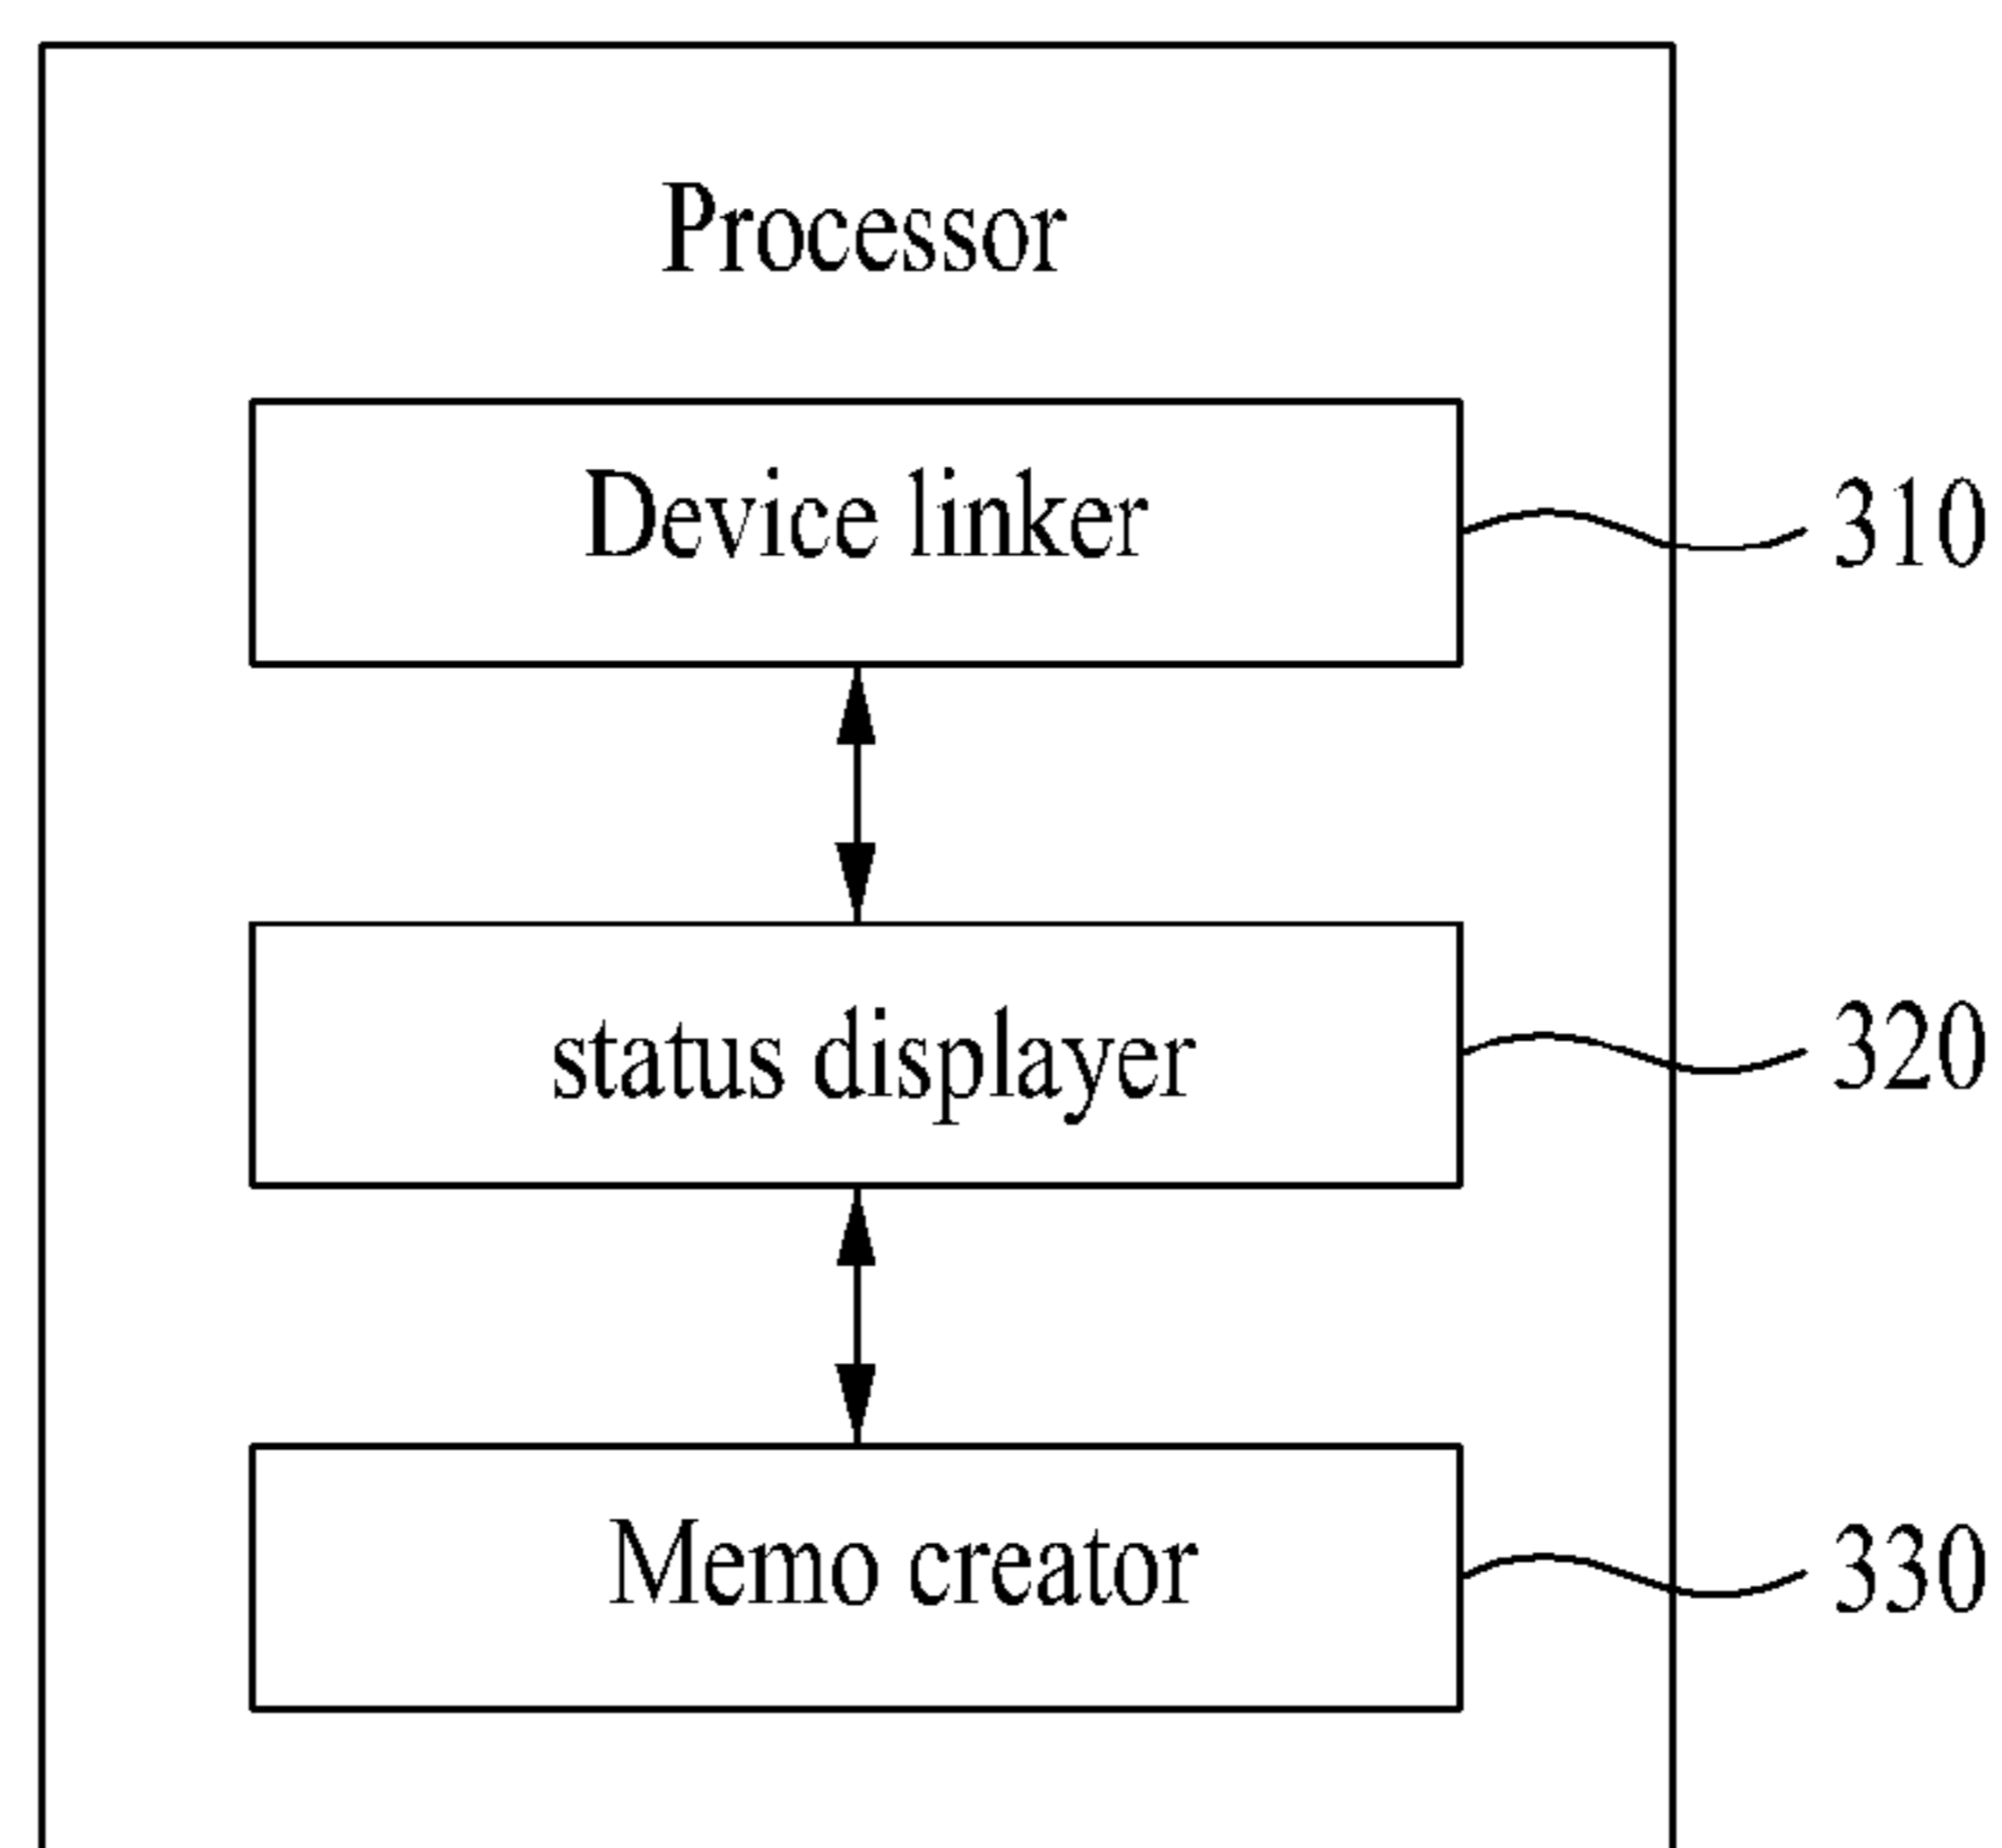 Processor
Device linker
310
status displayer
320
Memo creator
330